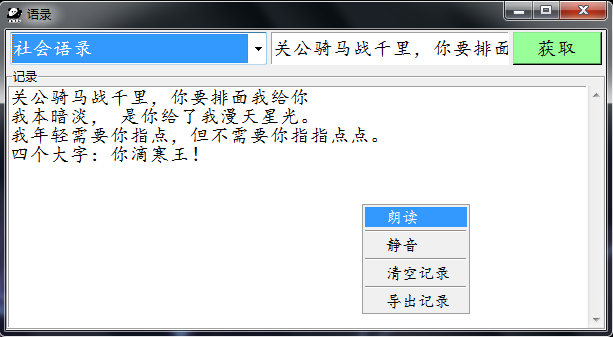 语录
社会语录
关公骑马战千里，你要排面
获取
记录
关公骑马战千里，你要排面我给你
我本暗淡， 是你给了我漫天星光。
我年轻需要你指点，但不需要你指指点点。
四个大字：你滴寒王！
朗读
静音
清空记录
导出记录